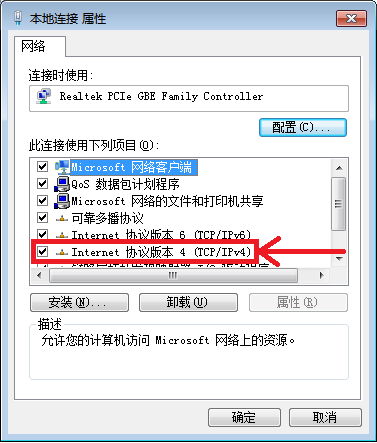 本地连接 属性
网络
连接时使用:
Realtek PCIe GBE Family Controller
配置(C)...
此连接使用下列项目(O):
Microsoft 网络客户端
QoS 数据包计划程序
Microsoft 网络的文件和打印机共享
可靠多播协议
Internet 协议版本 6 (TCP/IPv6)
Internet 协议版本 4 (TCP/IPv4)
安装(N)...
卸载(U)
属性(R)
描述
允许您的计算机访问 Microsoft 网络上的资源。
确定
取消